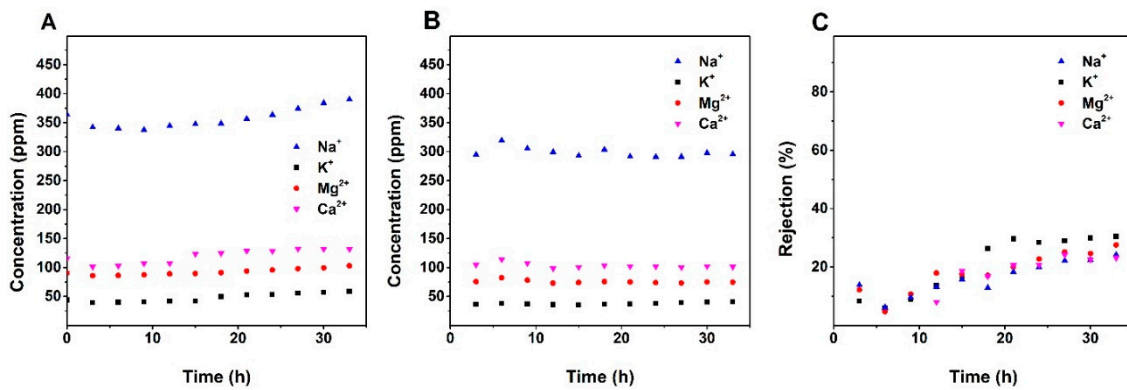 A
Concentration (ppm)
450
400
350
300
250
200
150
100
50
0
10
20
30
Time (h)
Na⁺
K⁺
Mg²⁺
Ca²⁺
B
Concentration (ppm)
450
400
350
300
250
200
150
100
50
0
10
20
30
Time (h)
Na⁺
K⁺
Mg²⁺
Ca²⁺
C
Rejection (%)
80
60
40
20
0
10
20
30
Time (h)
Na⁺
K⁺
Mg²⁺
Ca²⁺